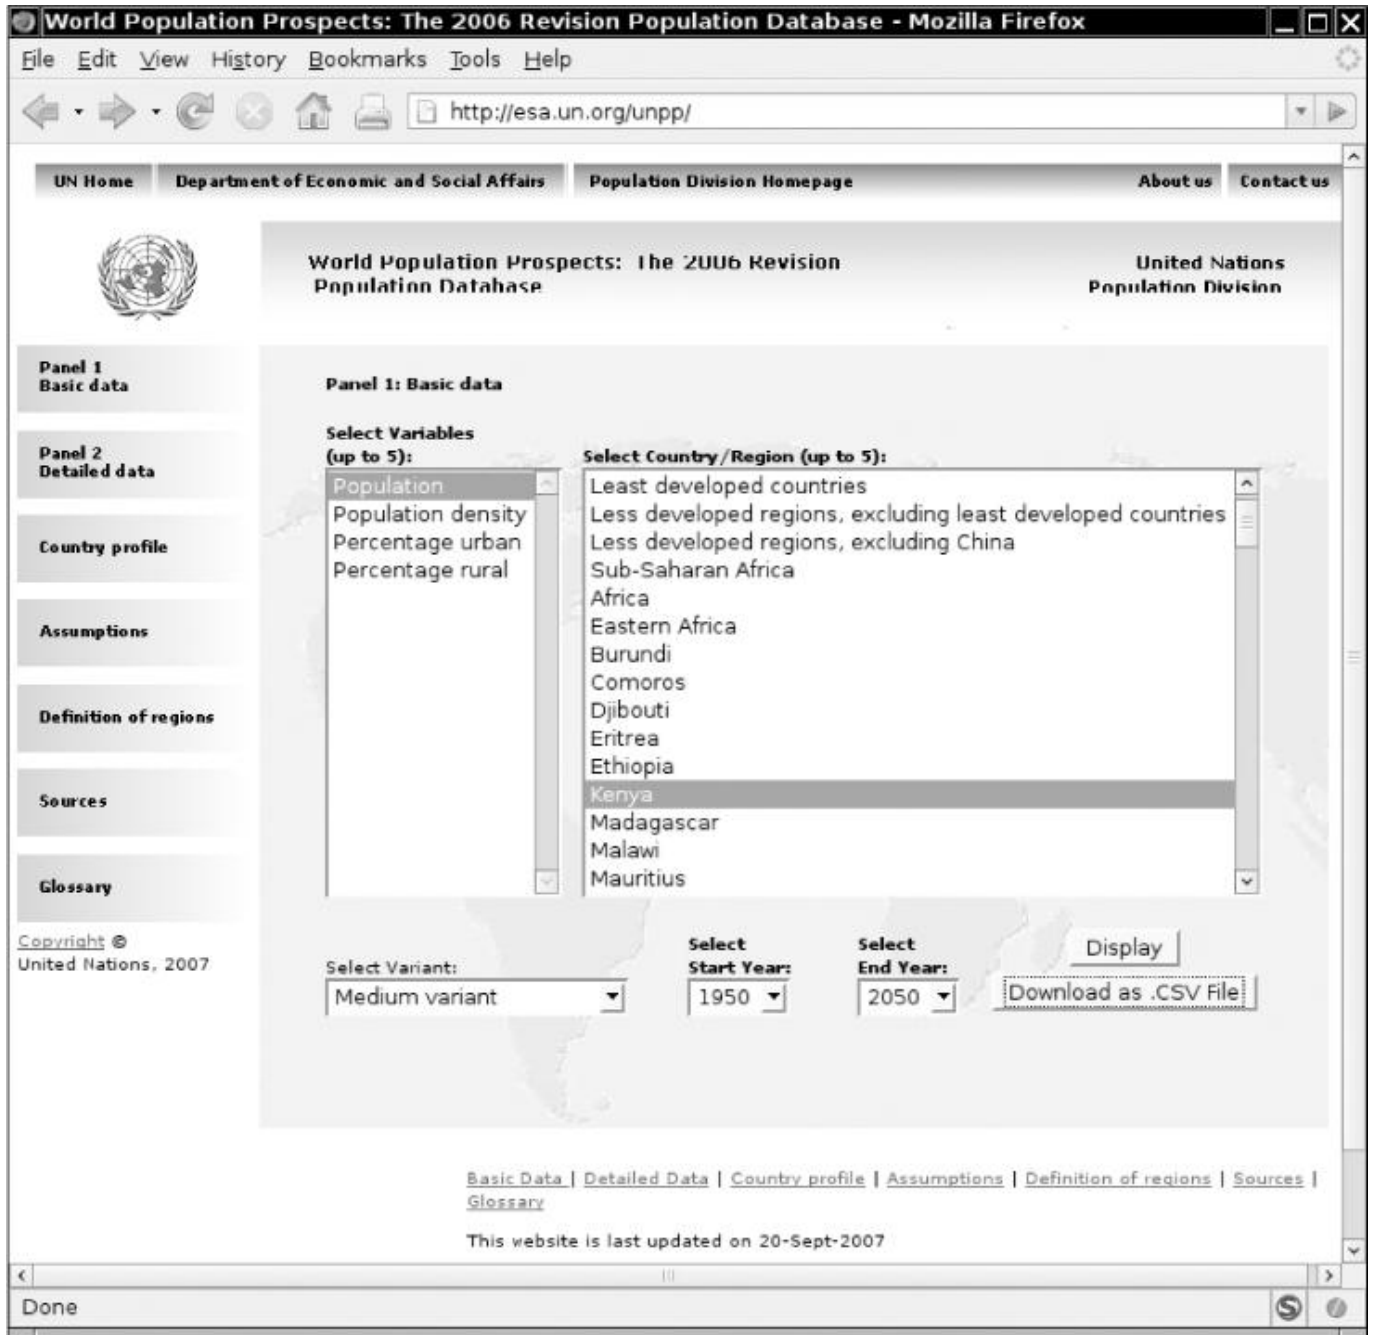 World Population Prospects: The 2006 Revision Population Database - Mozilla Firefox
File Edit View History Bookmarks Tools Help
http://esa.un.org/unpp/
UN Home Department of Economic and Social Affairs Population Division Homepage About us Contact us
World Population Prospects: The 2006 Revision
Population Database
United Nations
Population Division
Panel 1
Basic data
Panel 2
Detailed data
Country profile
Assumptions
Definition of regions
Sources
Glossary
Copyright ©
United Nations, 2007
Panel 1: Basic data
Select Variables
(up to 5):
Population
Population density
Percentage urban
Percentage rural
Select Country/Region (up to 5):
Least developed countries
Less developed regions, excluding least developed countries
Less developed regions, excluding China
Sub-Saharan Africa
Africa
Eastern Africa
Burundi
Comoros
Djibouti
Eritrea
Ethiopia
Kenya
Madagascar
Malawi
Mauritius
Select Variant:
Medium variant
Select
Start Year:
1950
Select
End Year:
2050
Display
Download as .CSV File
Basic Data | Detailed Data | Country profile | Assumptions | Definition of regions | Sources |
Glossary
This website is last updated on 20-Sept-2007
Done